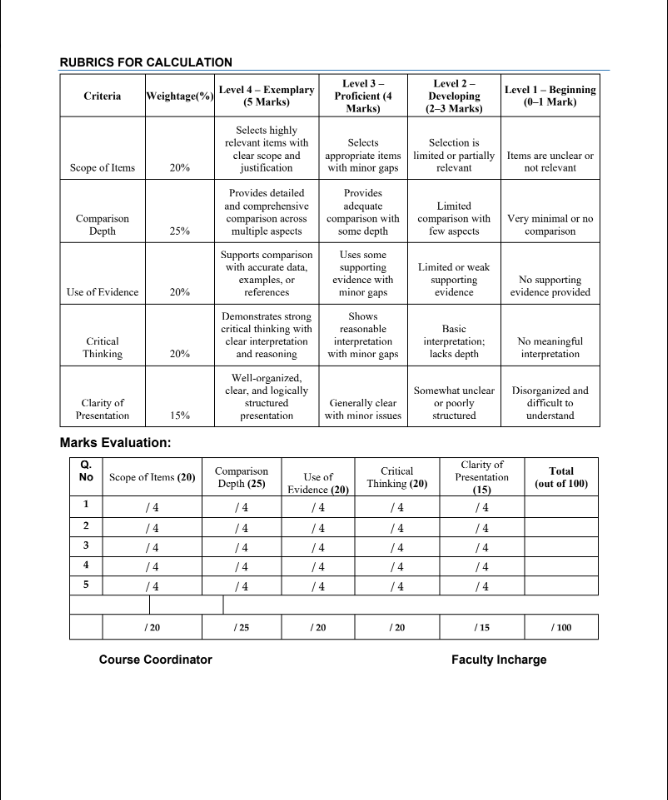 RUBRICS FOR CALCULATION
Criteria Weightage(%) Level 4 – Exemplary (5 Marks) Level 3 – Proficient (4 Marks) Level 2 – Developing (2–3 Marks) Level 1 – Beginning (0–1 Mark)
Scope of Items 20% Selects highly relevant items with clear scope and justification Selects appropriate items with minor gaps Selection is limited or partially relevant Items are unclear or not relevant
Comparison Depth 25% Provides detailed and comprehensive comparison across multiple aspects Provides adequate comparison with some depth Limited comparison with few aspects Very minimal or no comparison
Use of Evidence 20% Supports comparison with accurate data, examples, or references Uses some supporting evidence with minor gaps Limited or weak supporting evidence No supporting evidence provided
Critical Thinking 20% Demonstrates strong critical thinking with clear interpretation and reasoning Shows reasonable interpretation with minor gaps Basic interpretation; lacks depth No meaningful interpretation
Clarity of Presentation 15% Well-organized, clear, and logically structured presentation Generally clear with minor issues Somewhat unclear or poorly structured Disorganized and difficult to understand
Marks Evaluation:
Q. No Scope of Items (20) Comparison Depth (25) Use of Evidence (20) Critical Thinking (20) Clarity of Presentation (15) Total (out of 100)
1 / 4 / 4 / 4 / 4 / 4
2 / 4 / 4 / 4 / 4 / 4
3 / 4 / 4 / 4 / 4 / 4
4 / 4 / 4 / 4 / 4 / 4
5 / 4 / 4 / 4 / 4 / 4
/ 20 / 25 / 20 / 20 / 15 / 100
Course Coordinator Faculty Incharge